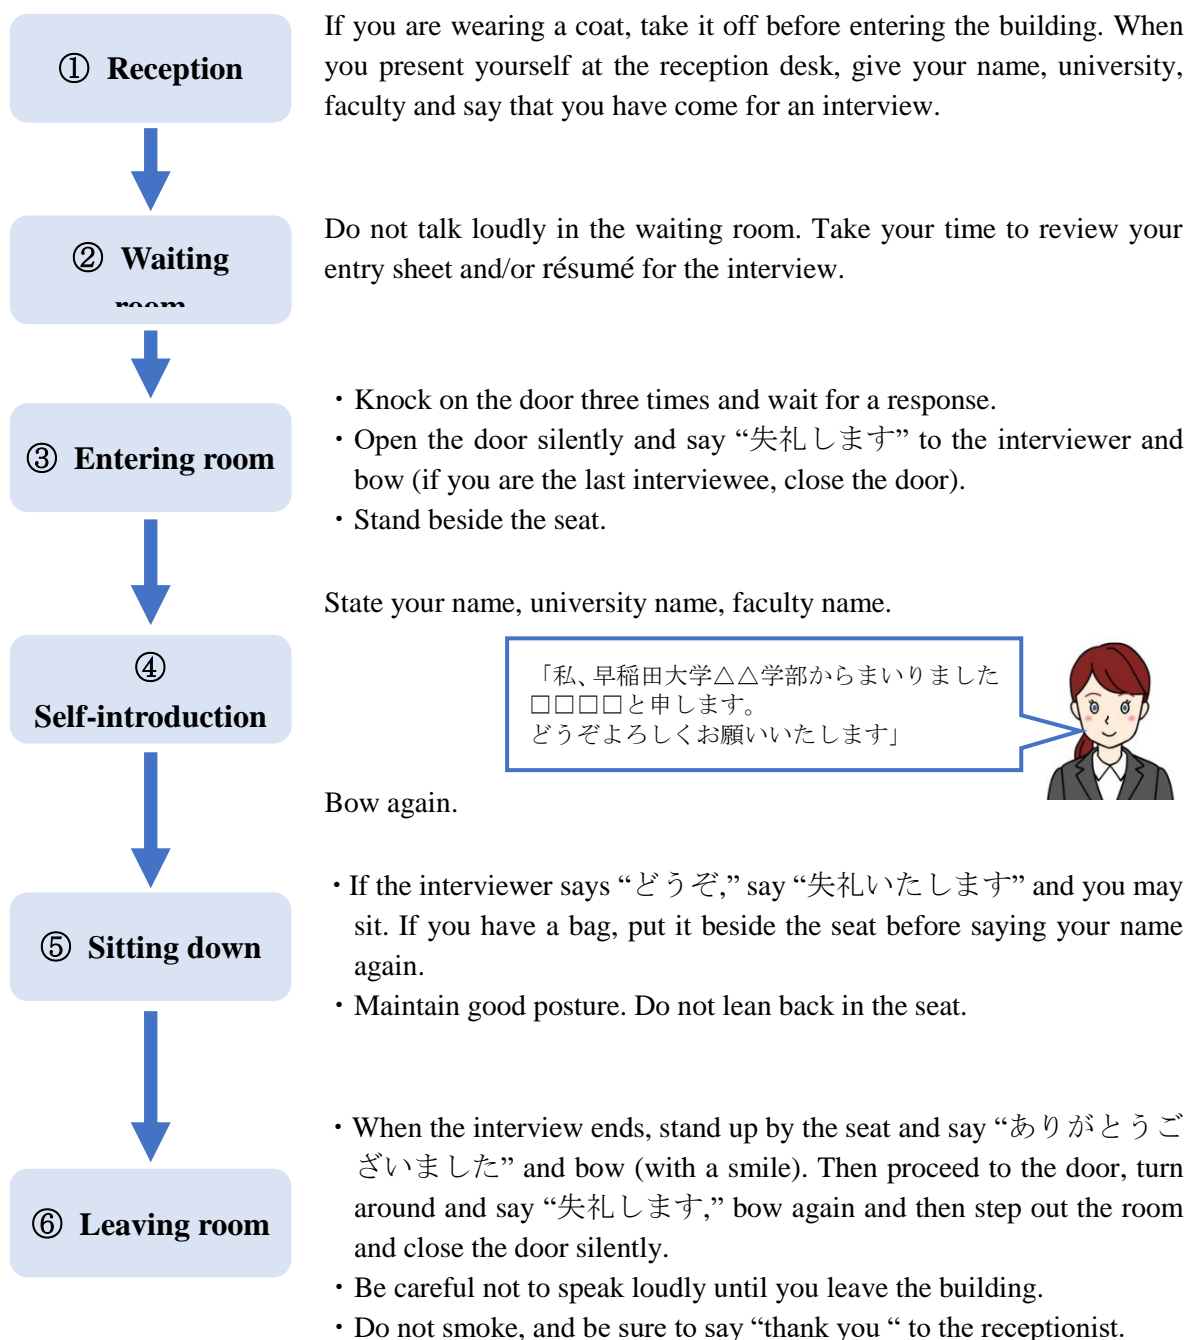 ① Reception
If you are wearing a coat, take it off before entering the building. When
you present yourself at the reception desk, give your name, university,
faculty and say that you have come for an interview.
② Waiting
room
Do not talk loudly in the waiting room. Take your time to review your
entry sheet and/or résumé for the interview.
③ Entering room
・Knock on the door three times and wait for a response.
・Open the door silently and say “失礼します” to the interviewer and
bow (if you are the last interviewee, close the door).
・Stand beside the seat.
④
Self-introduction
State your name, university name, faculty name.
「私、早稲田大学△△学部からまいりました
□□□□と申します。
どうぞよろしくお願いいたします」
Bow again.
⑤ Sitting down
・If the interviewer says “どうぞ,” say “失礼いたします” and you may
sit. If you have a bag, put it beside the seat before saying your name
again.
・Maintain good posture. Do not lean back in the seat.
⑥ Leaving room
・When the interview ends, stand up by the seat and say “ありがとうご
ざいました” and bow (with a smile). Then proceed to the door, turn
around and say “失礼します,” bow again and then step out the room
and close the door silently.
・Be careful not to speak loudly until you leave the building.
・Do not smoke, and be sure to say “thank you “ to the receptionist.